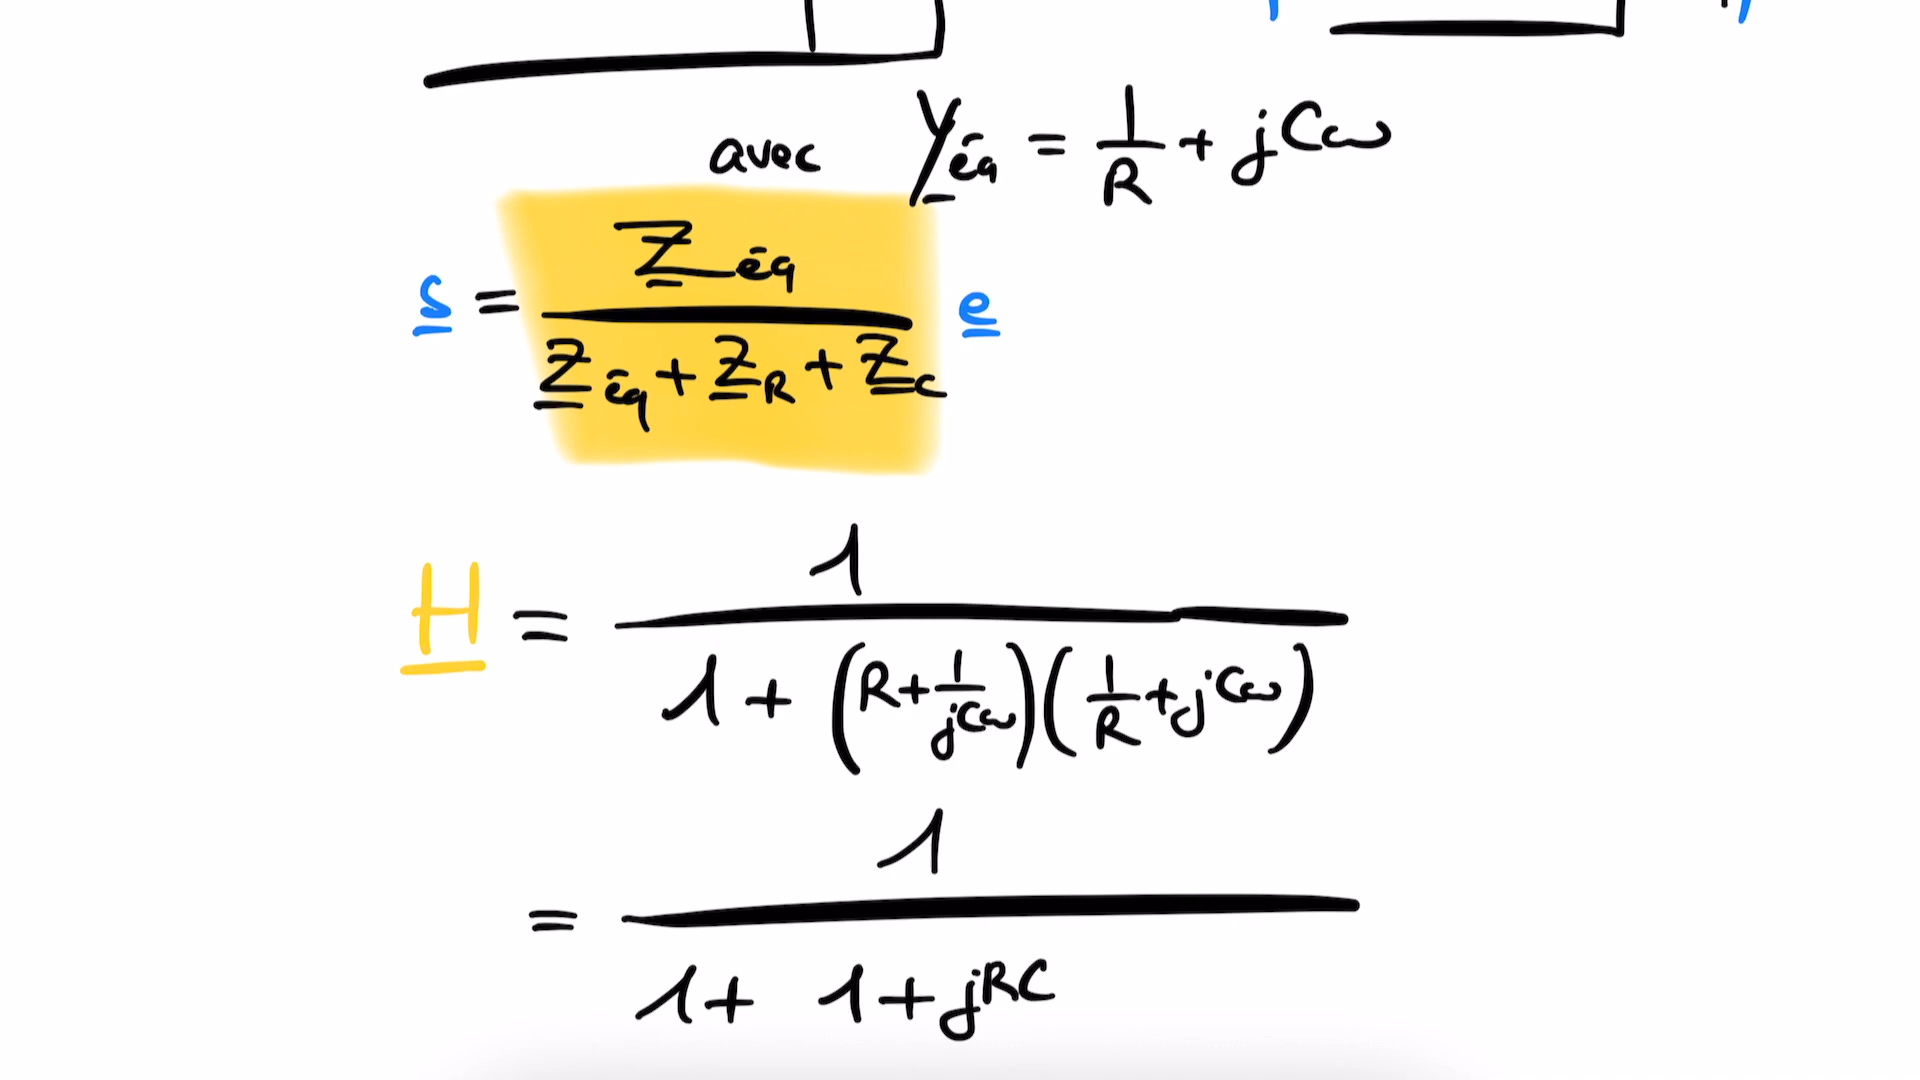 avec Y_éq = 1/R + jCω
s = Z_éq / (Z_éq + Z_R + Z_C) e
H = 1 / (1 + (R + 1/jCω)(1/R + jCω))
= 1 / (1 + 1 + jRC